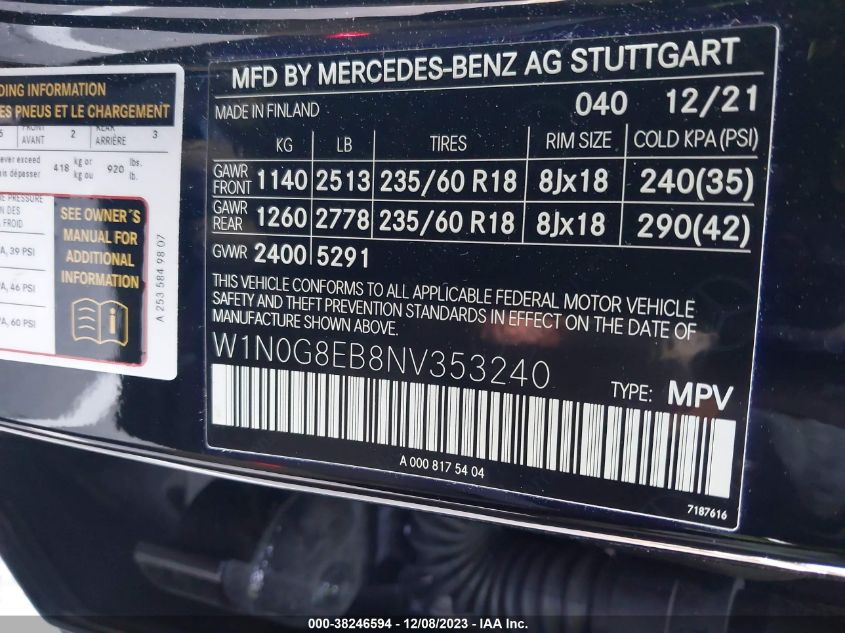 DING INFORMATION
ES PNEUS ET LE CHARGEMENT
FRONT
AVANT 2 REAR
ARRIÈRE 3
ever exceed
ais dépasser 418 kg or
kg ou 920 lbs.
lb.
E PRESSURE
ON DES
FROID
A, 39 PSI
A, 46 PSI
A, 60 PSI
SEE OWNER´S
MANUAL FOR
ADDITIONAL
INFORMATION
A 253 584 98 07
MFD BY MERCEDES-BENZ AG STUTTGART
MADE IN FINLAND 040 12/21
KG LB TIRES RIM SIZE COLD KPA (PSI)
GAWR FRONT 1140 2513 235/60 R18 8Jx18 240(35)
GAWR REAR 1260 2778 235/60 R18 8Jx18 290(42)
GVWR 2400 5291
THIS VEHICLE CONFORMS TO ALL APPLICABLE FEDERAL MOTOR VEHICLE
SAFETY AND THEFT PREVENTION STANDARDS IN EFFECT ON THE DATE OF
MANUFACTURE SHOWN ABOVE.
W1N0G8EB8NV353240
TYPE: MPV
A 000 817 54 04
7187616
000-38246594 - 12/08/2023 - IAA Inc.